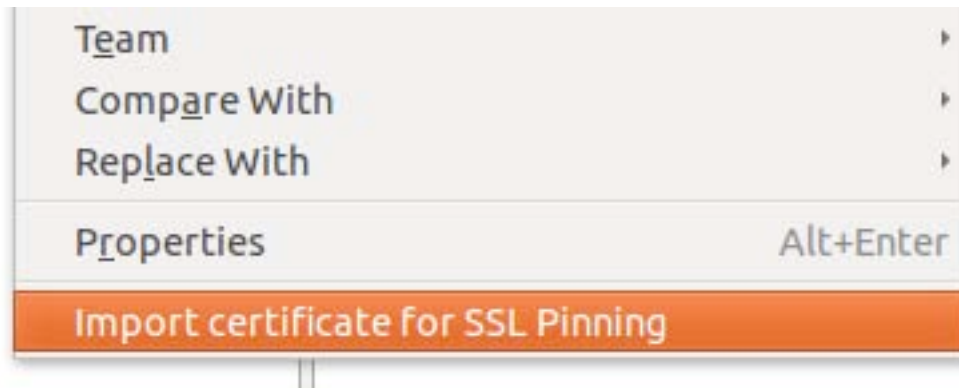 Team
Compare With
Replace With
Properties Alt+Enter
Import certificate for SSL Pinning